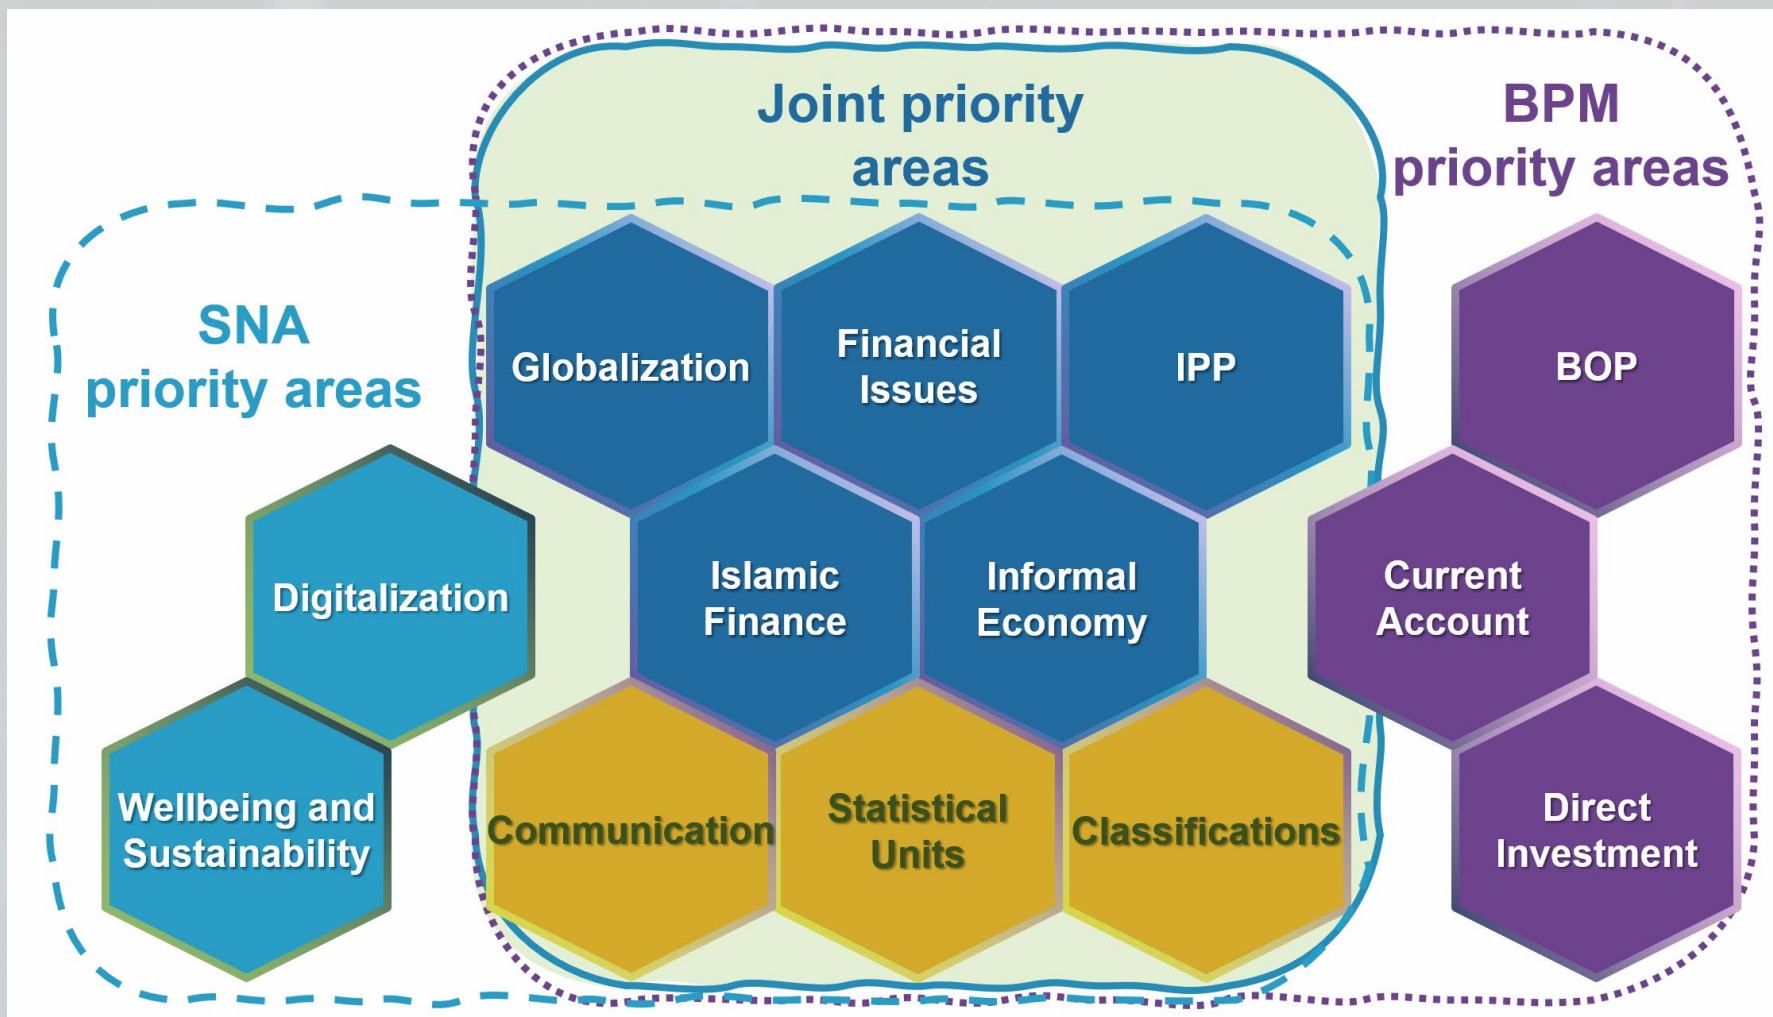 Joint priority
areas
BPM
priority areas
SNA
priority areas
Globalization
Financial
Issues
IPP
BOP
Digitalization
Islamic
Finance
Informal
Economy
Current
Account
Wellbeing and
Sustainability
Communication
Statistical
Units
Classifications
Direct
Investment